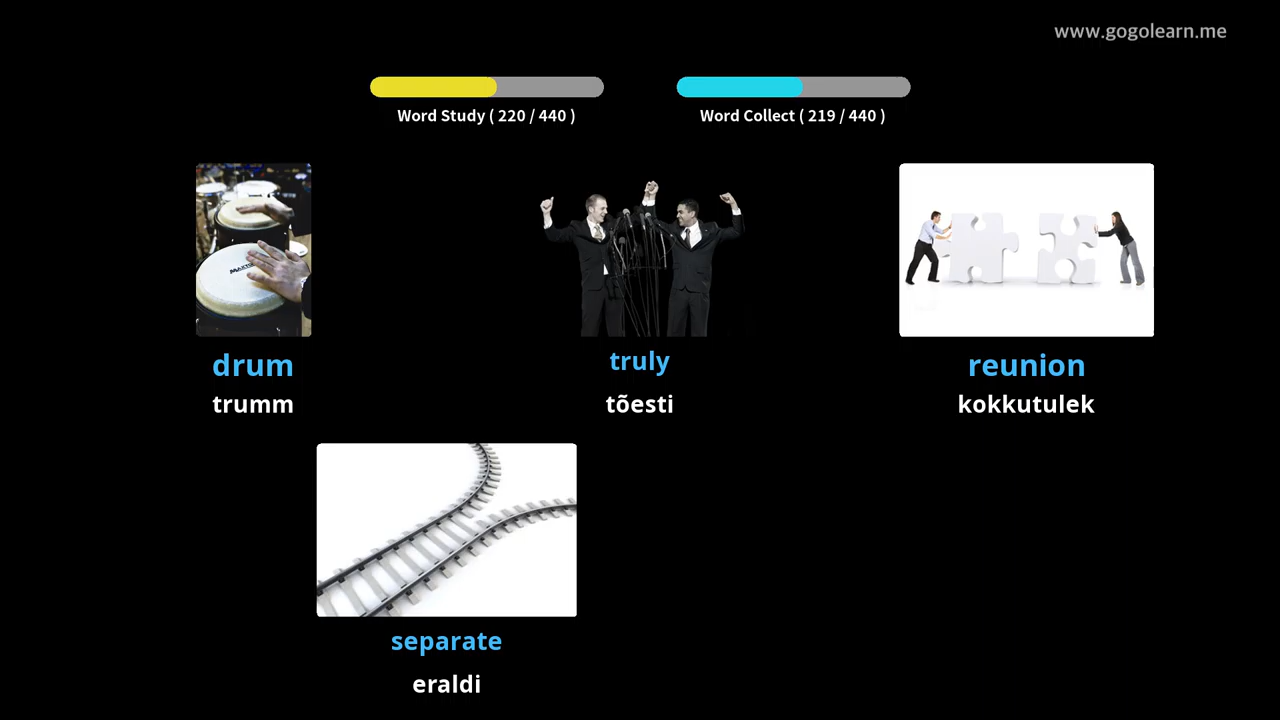 www.gogolearn.me
Word Study ( 220 / 440 )
Word Collect ( 219 / 440 )
drum
trumm
truly
tõesti
reunion
kokkutulek
separate
eraldi